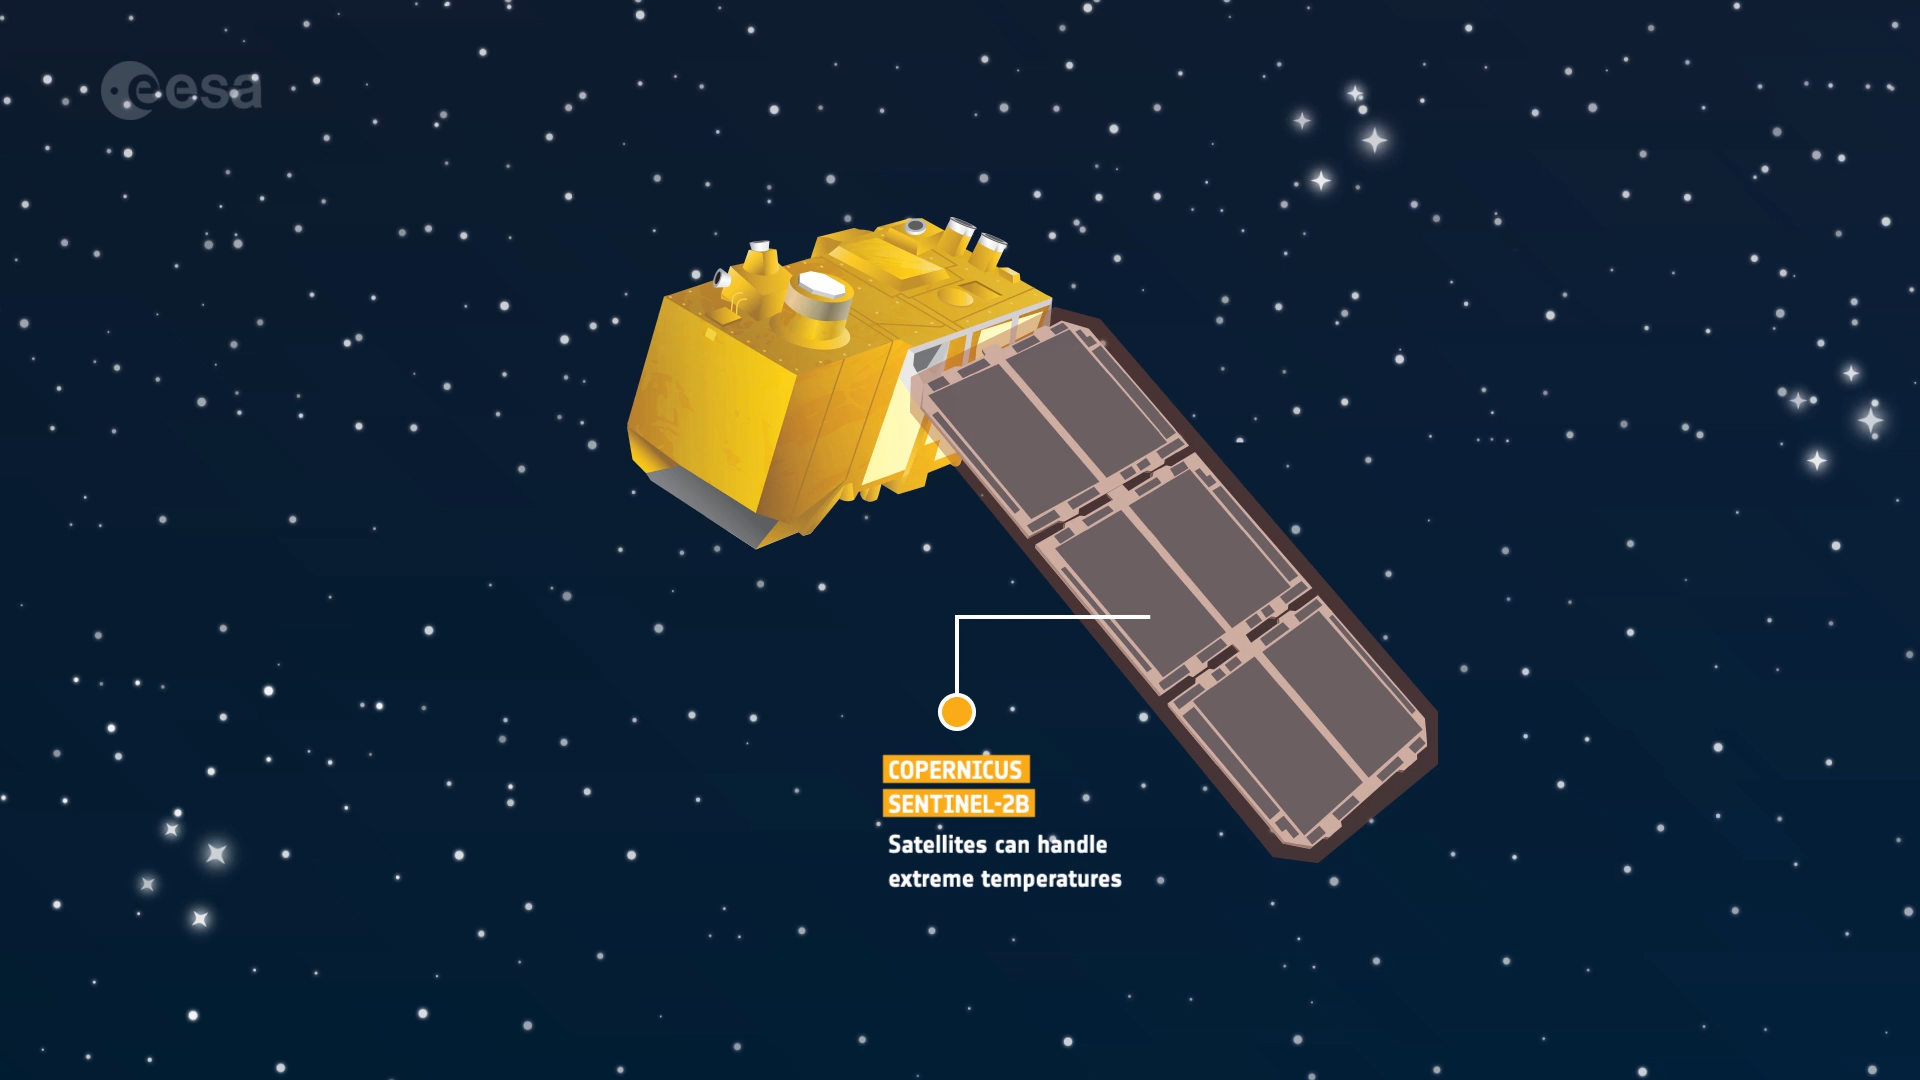 esa
COPERNICUS
SENTINEL-2B
Satellites can handle
extreme temperatures